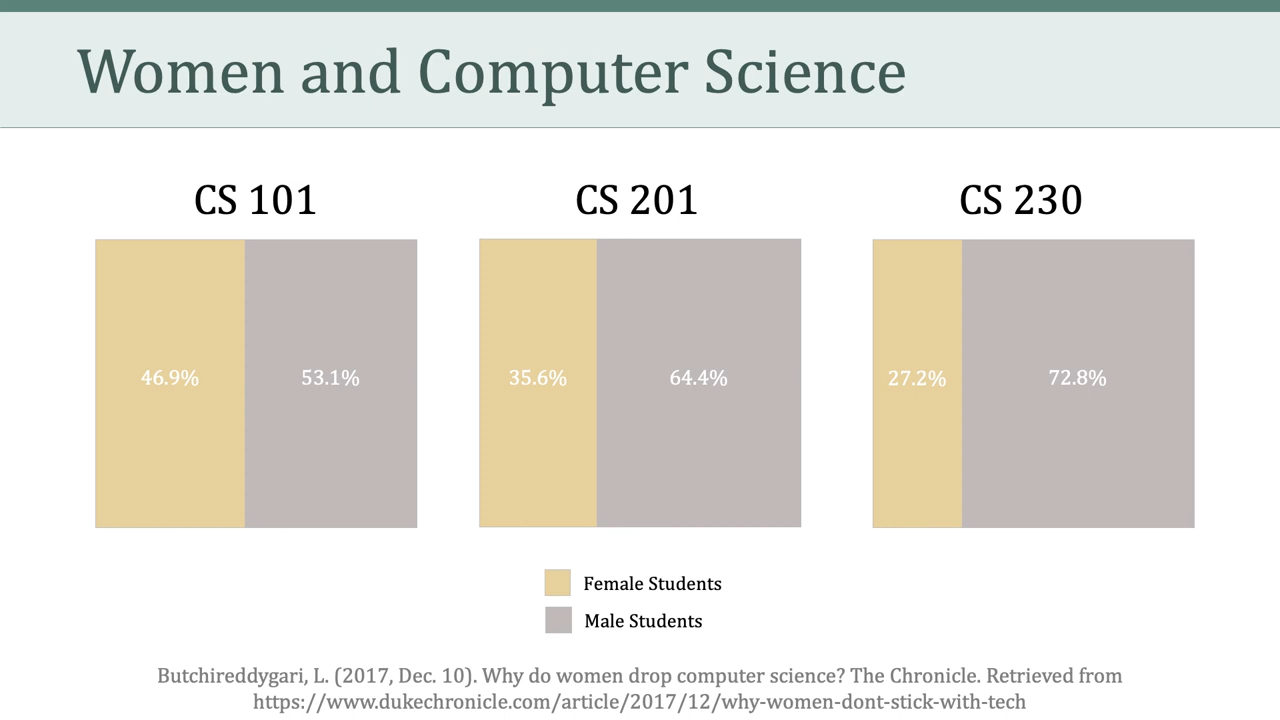 Women and Computer Science
CS 101
CS 201
CS 230
46.9%
53.1%
35.6%
64.4%
27.2%
72.8%
Female Students
Male Students
Butchireddygari, L. (2017, Dec. 10). Why do women drop computer science? The Chronicle. Retrieved from
https://www.dukechronicle.com/article/2017/12/why-women-dont-stick-with-tech